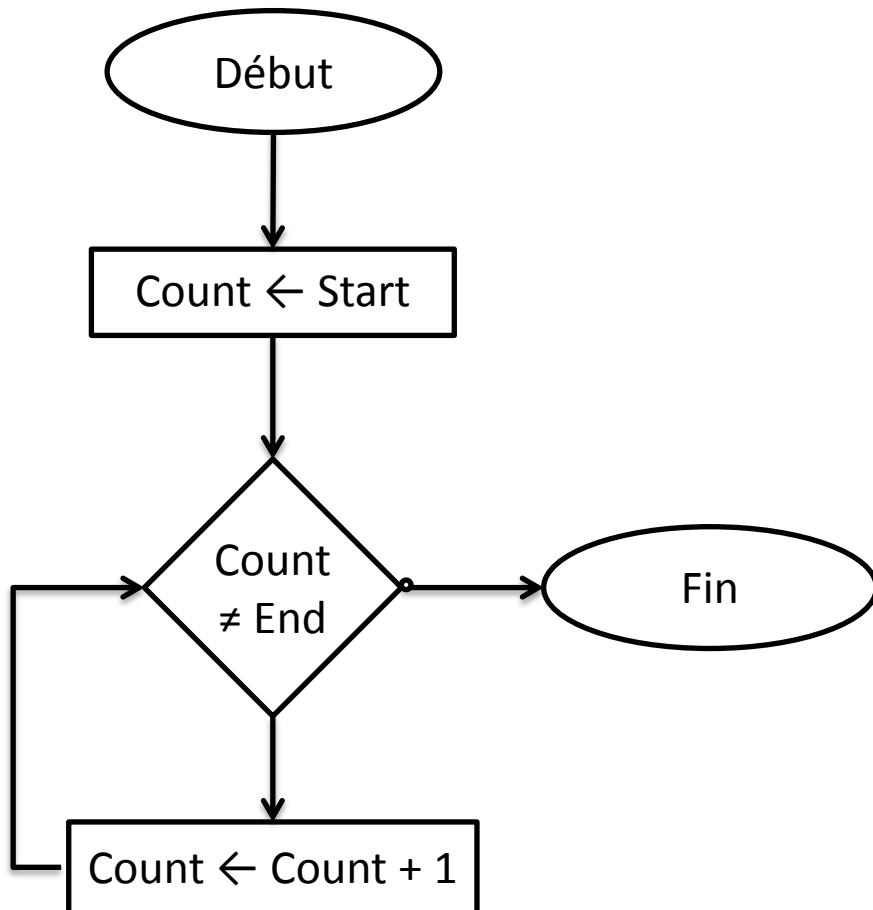 Début
Count ← Start
Count
≠ End
Fin
Count ← Count + 1